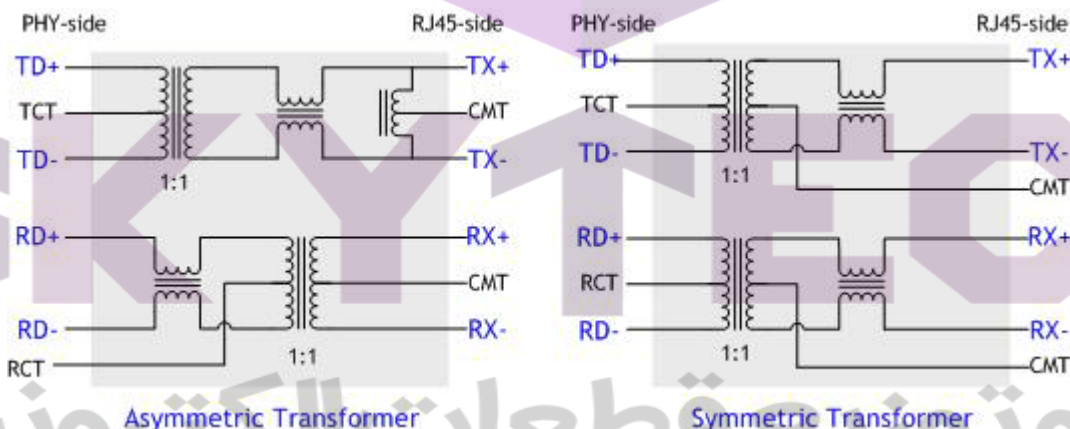 PHY-side RJ45-side PHY-side RJ45-side
TD+ TX+ TD+ TX+
TCT CMT TCT
TD- TX- TD- TX-
1:1 1:1
CMT
RD+ RX+ RD+ RX+
CMT RCT
RD- RX- RD- RX-
1:1 1:1
RCT CMT
Asymmetric Transformer Symmetric Transformer
SKYTEC
قطعات